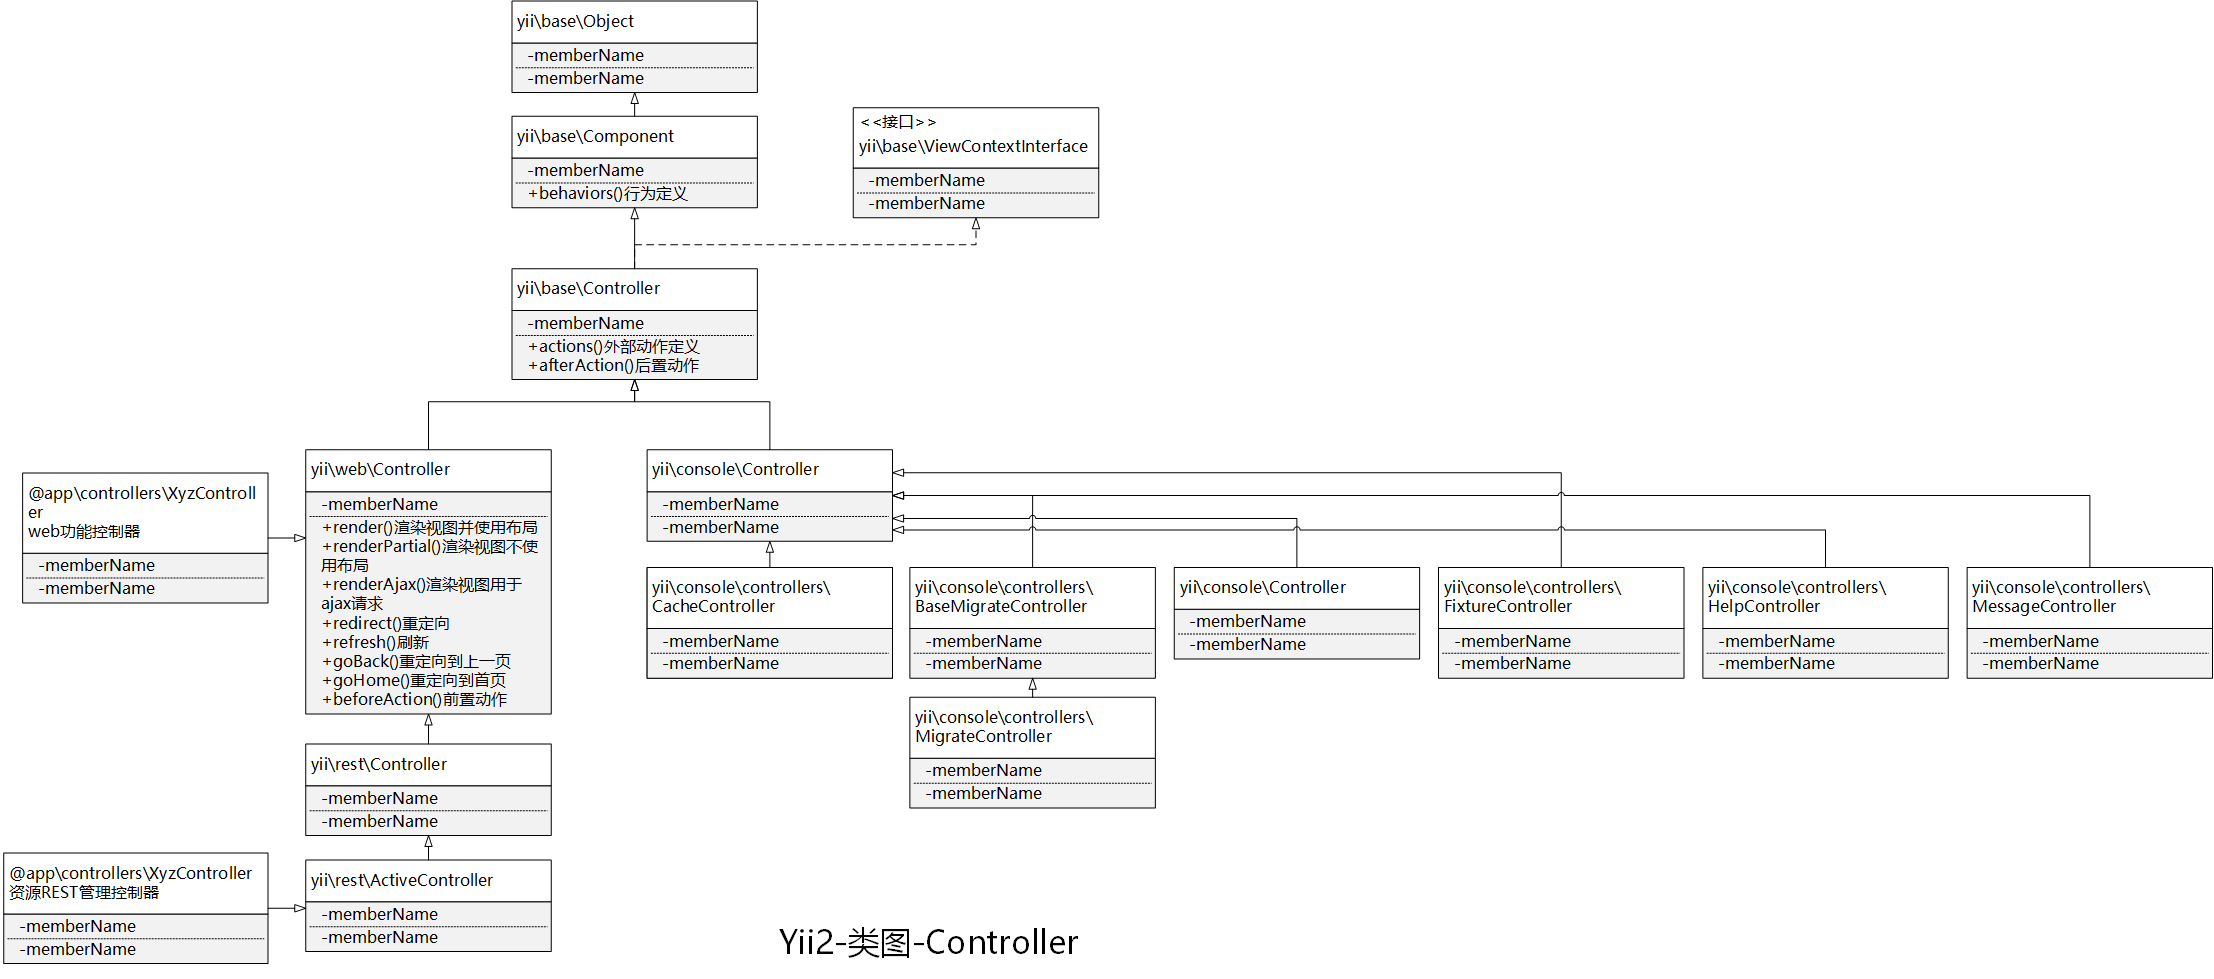 yii\base\Object
-memberName
-memberName
yii\base\Component
-memberName
+behaviors()行为定义
<<接口>>
yii\base\ViewContextInterface
-memberName
-memberName
yii\base\Controller
-memberName
+actions()外部动作定义
+afterAction()后置动作
@app\controllers\XyzControll
er
web功能控制器
-memberName
-memberName
yii\web\Controller
-memberName
+render()渲染视图并使用布局
+renderPartial()渲染视图不使
用布局
+renderAjax()渲染视图用于
ajax请求
+redirect()重定向
+refresh()刷新
+goBack()重定向到上一页
+goHome()重定向到首页
+beforeAction()前置动作
yii\console\Controller
-memberName
-memberName
yii\console\controllers\
CacheController
-memberName
-memberName
yii\console\controllers\
BaseMigrateController
-memberName
-memberName
yii\console\Controller
-memberName
-memberName
yii\console\controllers\
FixtureController
-memberName
-memberName
yii\console\controllers\
HelpController
-memberName
-memberName
yii\console\controllers\
MessageController
-memberName
-memberName
yii\console\controllers\
MigrateController
-memberName
-memberName
yii\rest\Controller
-memberName
-memberName
@app\controllers\XyzController
资源REST管理控制器
-memberName
-memberName
yii\rest\ActiveController
-memberName
-memberName
Yii2-类图-Controller